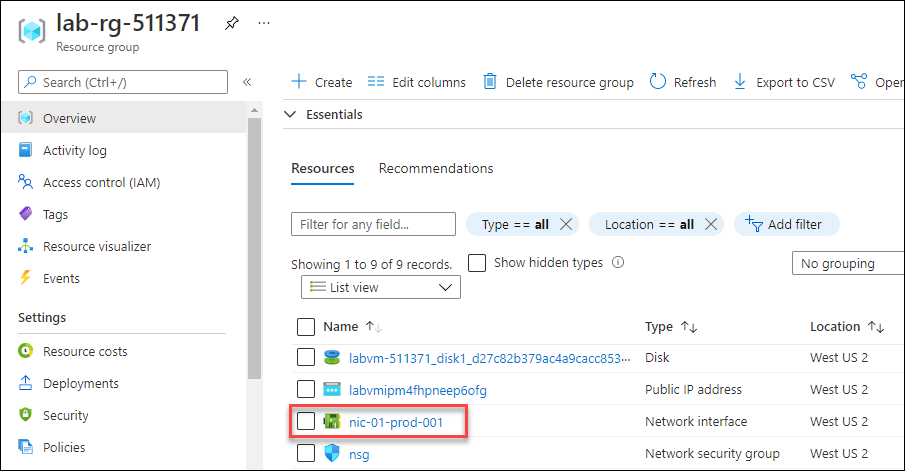 lab-rg-511371
Resource group
Search (Ctrl+/)
Create Edit columns Delete resource group Refresh Export to CSV Open
Essentials
Overview
Activity log
Access control (IAM)
Tags
Resource visualizer
Events
Settings
Resource costs
Deployments
Security
Policies
Resources Recommendations
Filter for any field... Type == all Location == all Add filter
Showing 1 to 9 of 9 records. Show hidden types No grouping
List view
Name Type Location
labvm-511371_disk1_d27c82b379ac4a9cacc853... Disk West US 2
labvmipm4fhpneep6ofg Public IP address West US 2
nic-01-prod-001 Network interface West US 2
nsg Network security group West US 2